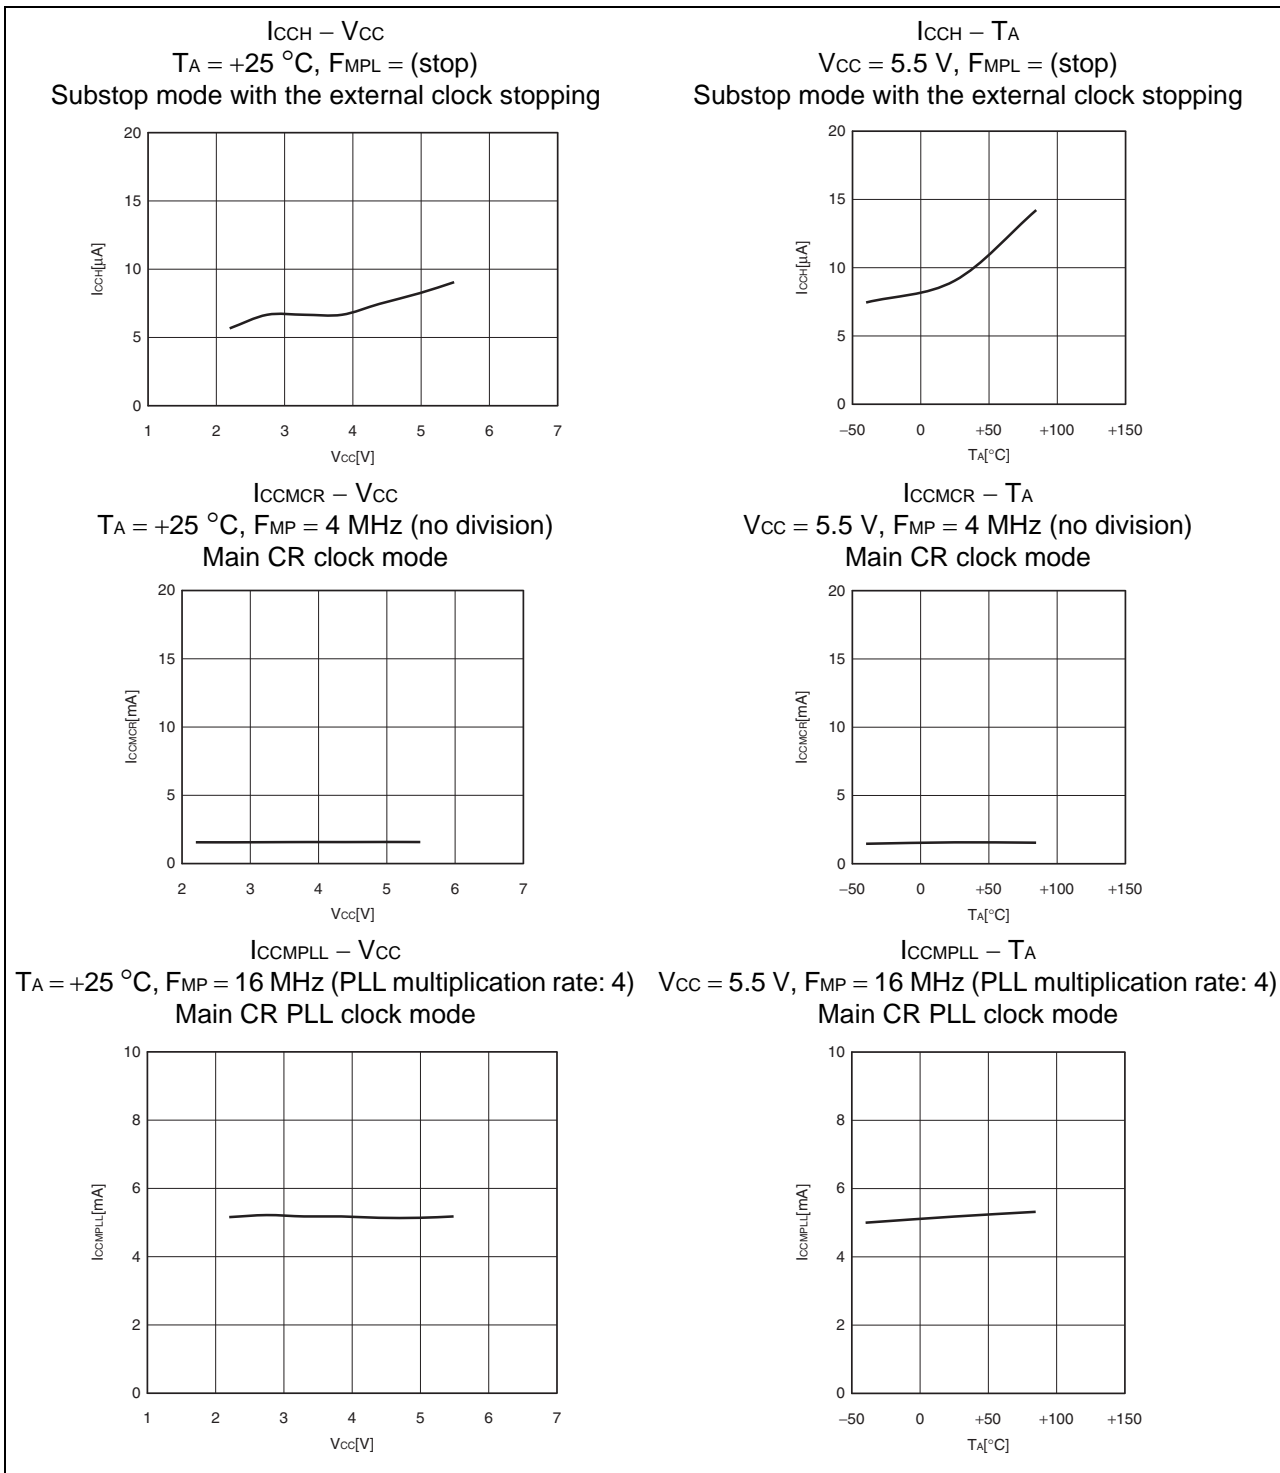 ICCH − VCC
TA = +25 °C, FMPL = (stop)
Substop mode with the external clock stopping
20
15
10
5
0
ICCH[μA]
1 2 3 4 5 6 7
VCC[V]
ICCH − TA
VCC = 5.5 V, FMPL = (stop)
Substop mode with the external clock stopping
20
15
10
5
0
ICCH[μA]
−50 0 +50 +100 +150
TA[°C]
ICCMCR − VCC
TA = +25 °C, FMP = 4 MHz (no division)
Main CR clock mode
20
15
10
5
0
ICCMCR[mA]
2 3 4 5 6 7
VCC[V]
ICCMCR − TA
VCC = 5.5 V, FMP = 4 MHz (no division)
Main CR clock mode
20
15
10
5
0
ICCMCR[mA]
−50 0 +50 +100 +150
TA[°C]
ICCMPLL − VCC
TA = +25 °C, FMP = 16 MHz (PLL multiplication rate: 4)
Main CR PLL clock mode
10
8
6
4
2
0
ICCMPLL[mA]
1 2 3 4 5 6 7
VCC[V]
ICCMPLL − TA
VCC = 5.5 V, FMP = 16 MHz (PLL multiplication rate: 4)
Main CR PLL clock mode
10
8
6
4
2
0
ICCMPLL[mA]
−50 0 +50 +100 +150
TA[°C]